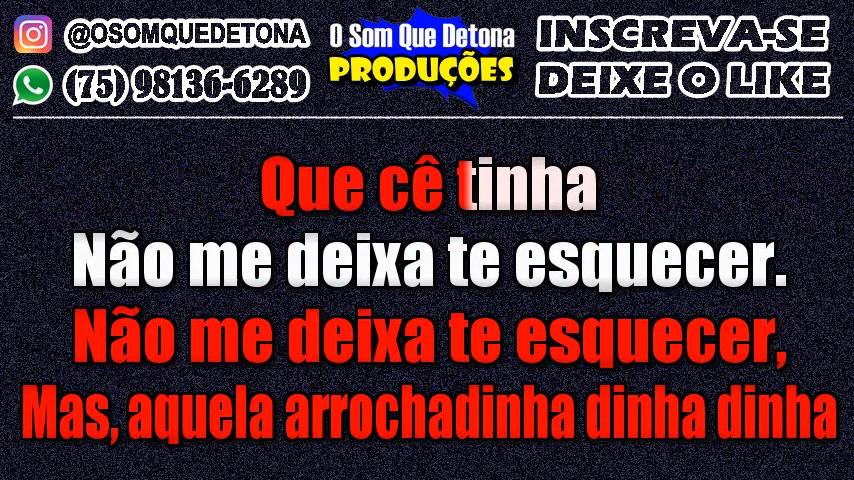 @OSOMQUEDETONA
(75) 98136-6289
O Som Que Detona
PRODUÇÕES
INSCREVA-SE
DEIXE O LIKE
Que cê tinha
Não me deixa te esquecer.
Não me deixa te esquecer,
Mas, aquela arrochadinha dinha dinha